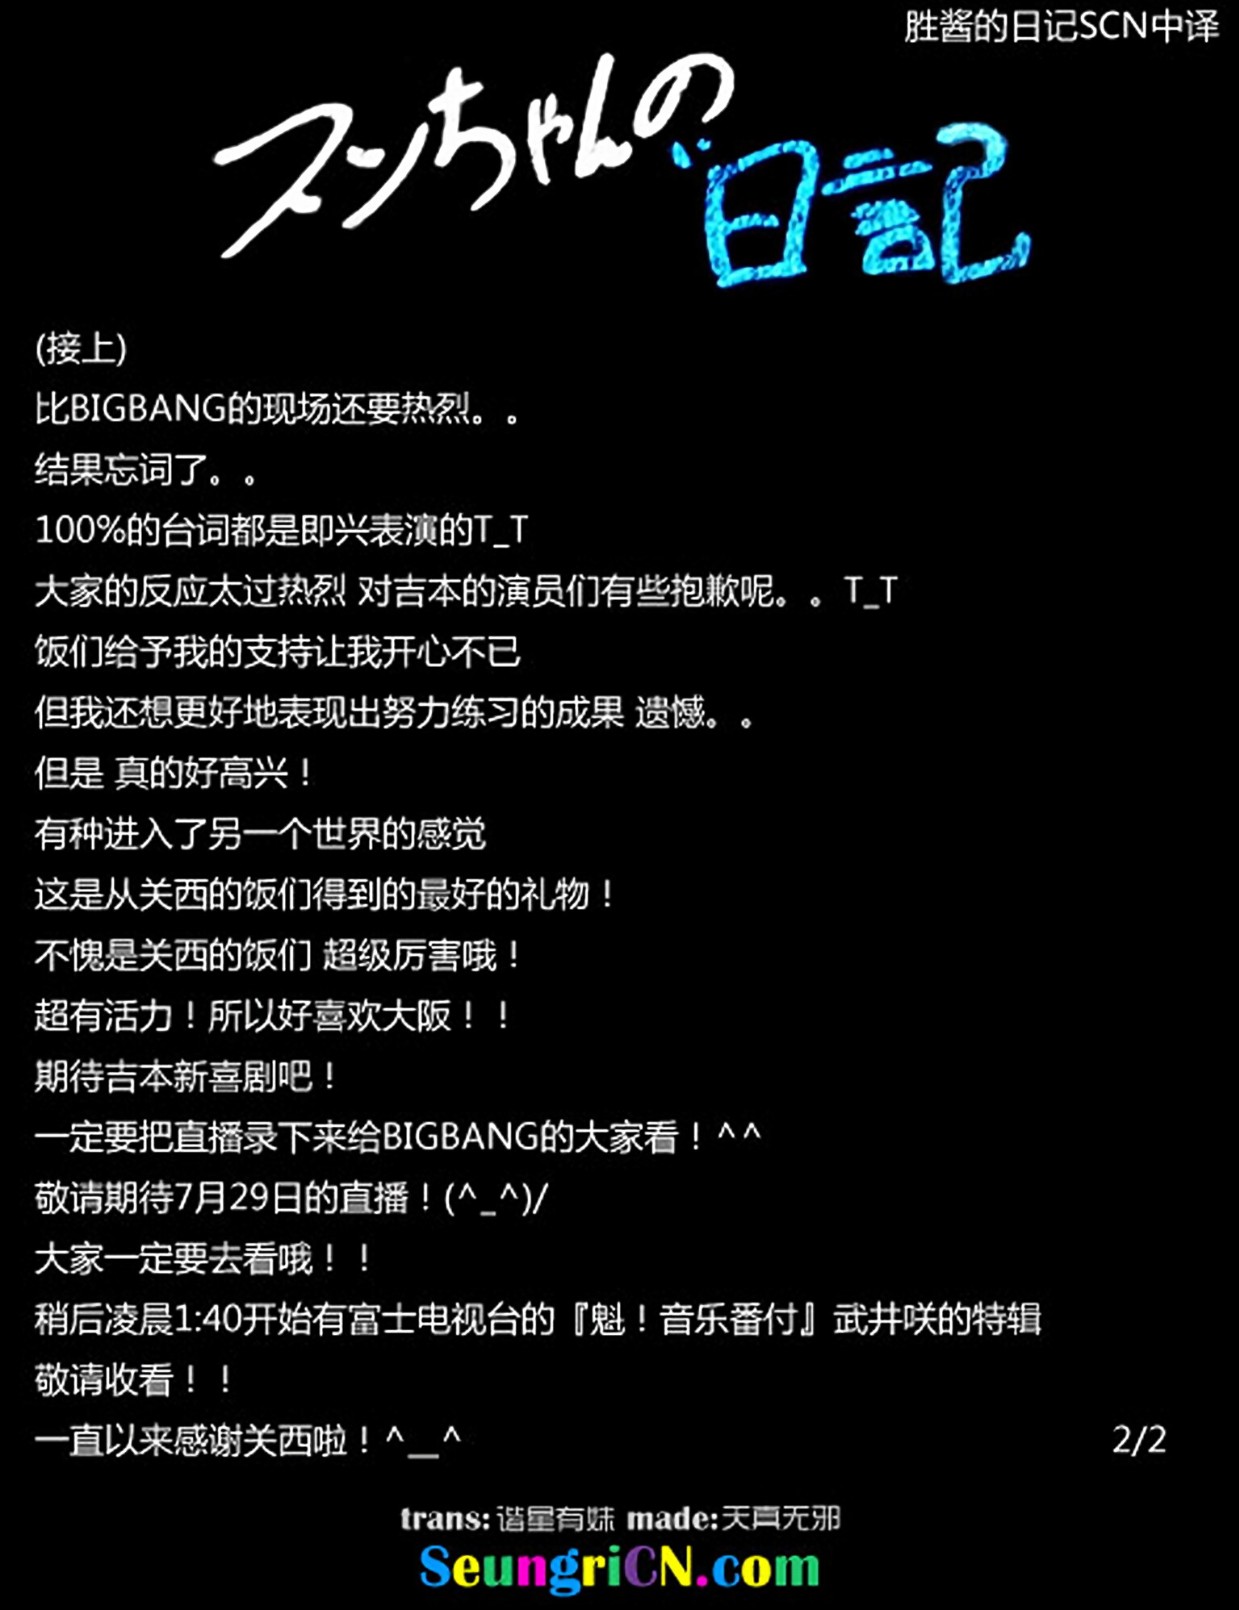 胜酱的日记SCN中译
スンちゃんの
日記
(接上)
比BIGBANG的现场还要热烈。。
结果忘词了。。
100%的台词都是即兴表演的T_T
大家的反应太过热烈 对吉本的演员们有些抱歉呢。。T_T
饭们给予我的支持让我开心不已
但我还想更好地表现出努力练习的成果 遗憾。。
但是 真的好高兴！
有种进入了另一个世界的感觉
这是从关西的饭们得到的最好的礼物！
不愧是关西的饭们 超级厉害哦！
超有活力！所以好喜欢大阪！！
期待吉本新喜剧吧！
一定要把直播录下来给BIGBANG的大家看！^^
敬请期待7月29日的直播！(^_^)/
大家一定要去看哦！！
稍后凌晨1:40开始有富士电视台的『魁！音乐番付』武井咲的特辑
敬请收看！！
一直以来感谢关西啦！^__^
2/2
trans:谐星有妹 made:天真无邪
SeungriCN.com